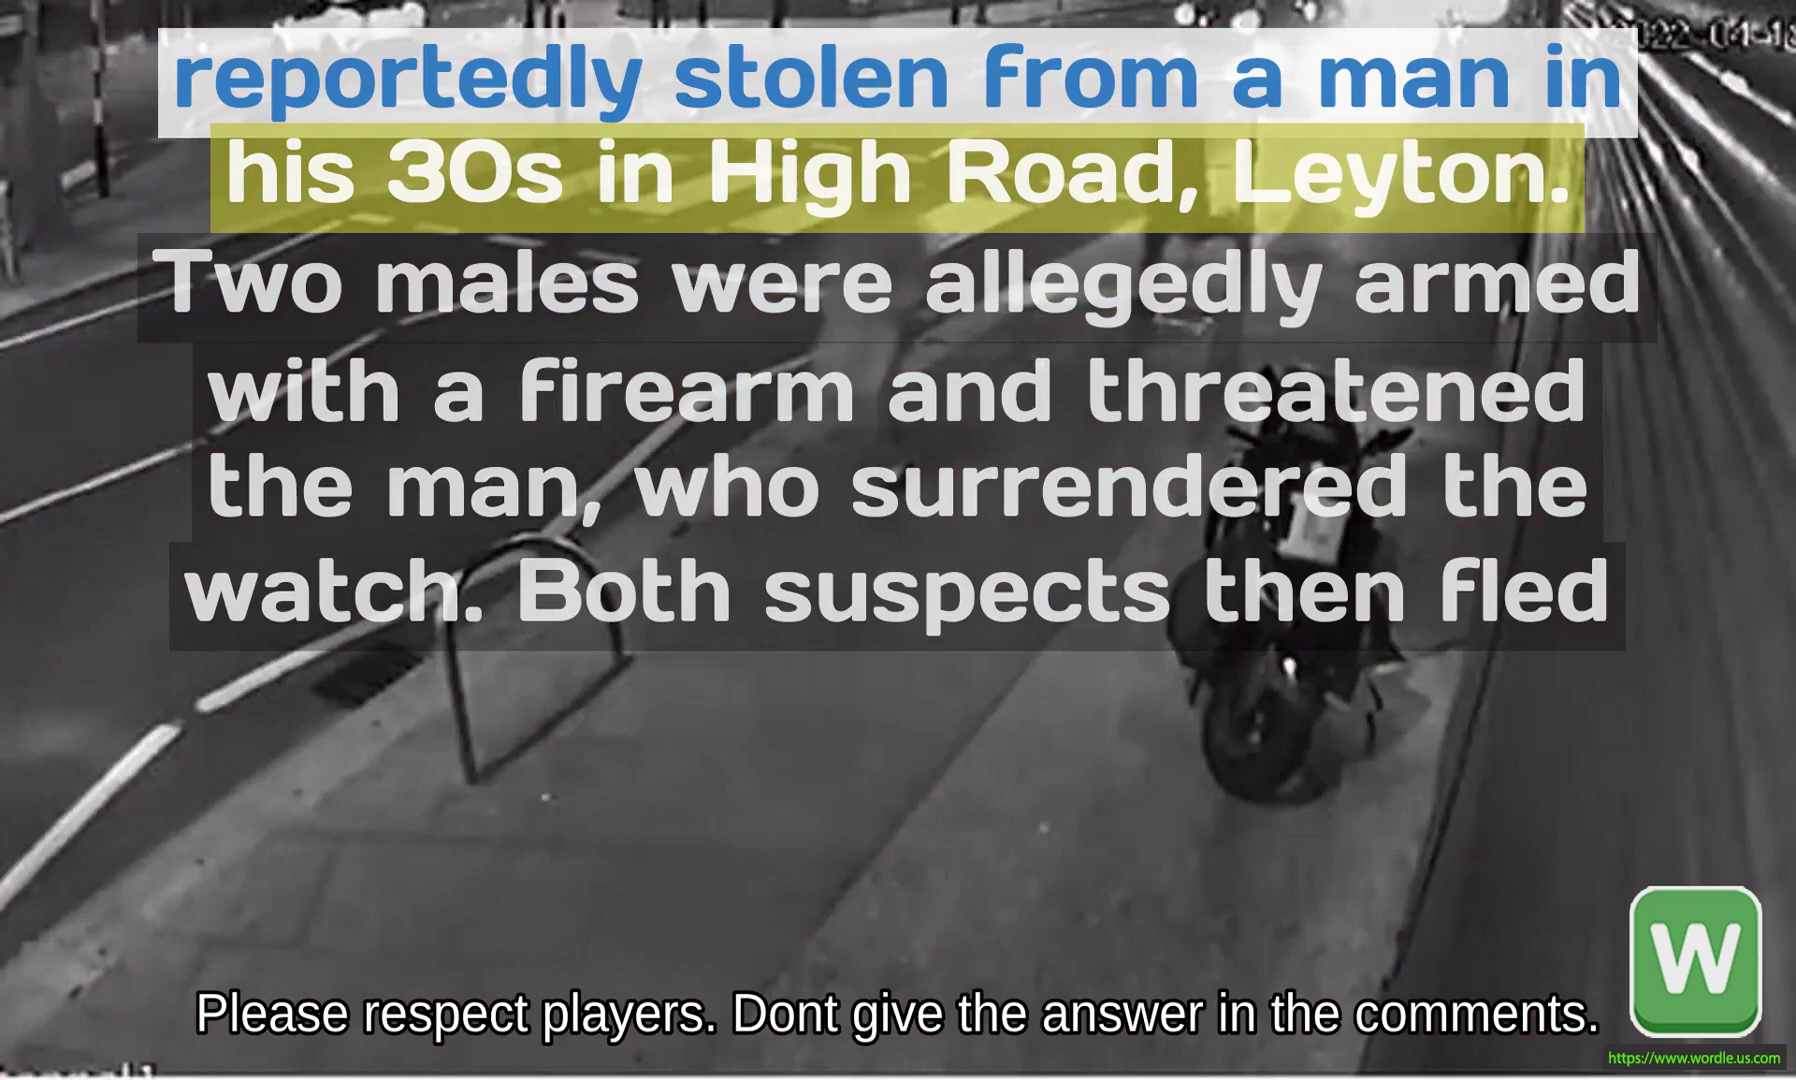 reportedly stolen from a man in
his 30s in High Road, Leyton.
Two males were allegedly armed
with a firearm and threatened
the man, who surrendered the
watch. Both suspects then fled
W
Please respect players. Dont give the answer in the comments.
https://www.wordle.us.com